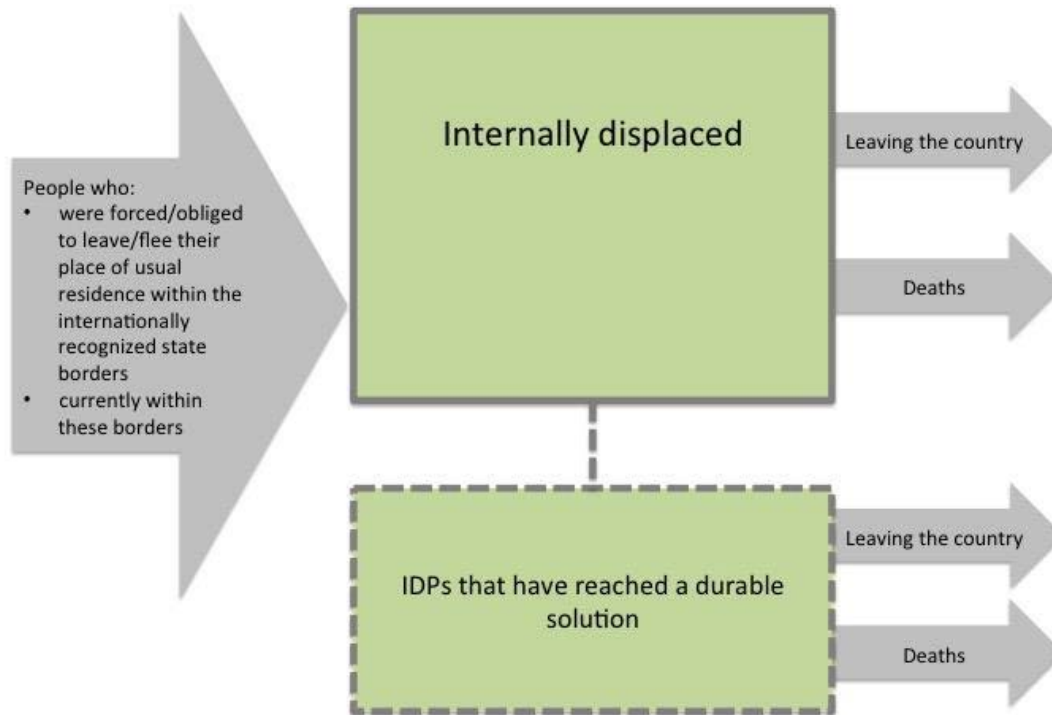 People who:
• were forced/obliged
to leave/flee their
place of usual
residence within the
internationally
recognized state
borders
• currently within
these borders
Internally displaced
Leaving the country
Deaths
IDPs that have reached a durable
solution
Leaving the country
Deaths